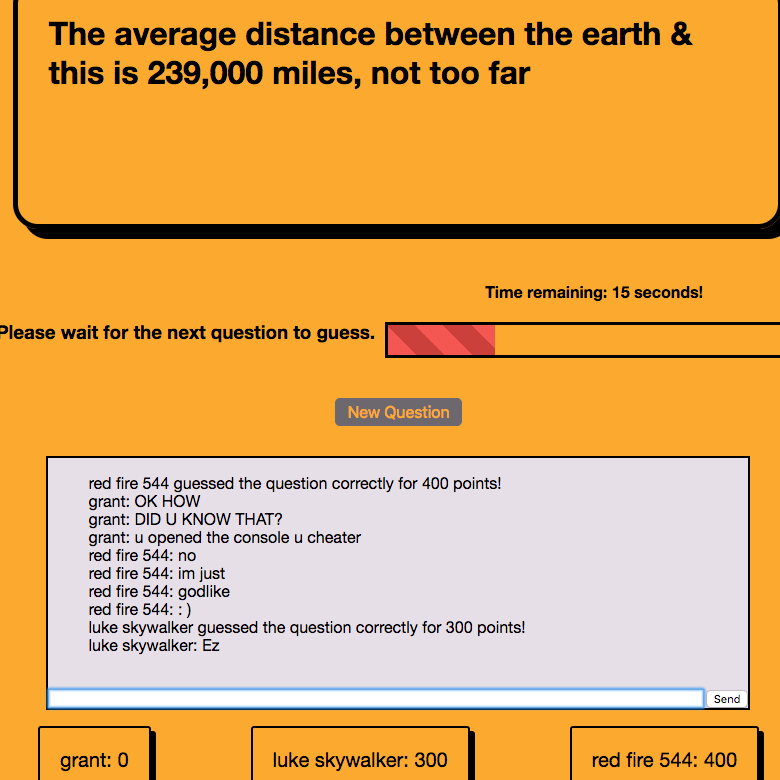 The average distance between the earth &
this is 239,000 miles, not too far
Time remaining: 15 seconds!
Please wait for the next question to guess.
New Question
red fire 544 guessed the question correctly for 400 points!
grant: OK HOW
grant: DID U KNOW THAT?
grant: u opened the console u cheater
red fire 544: no
red fire 544: im just
red fire 544: godlike
red fire 544: : )
luke skywalker guessed the question correctly for 300 points!
luke skywalker: Ez
Send
grant: 0
luke skywalker: 300
red fire 544: 400